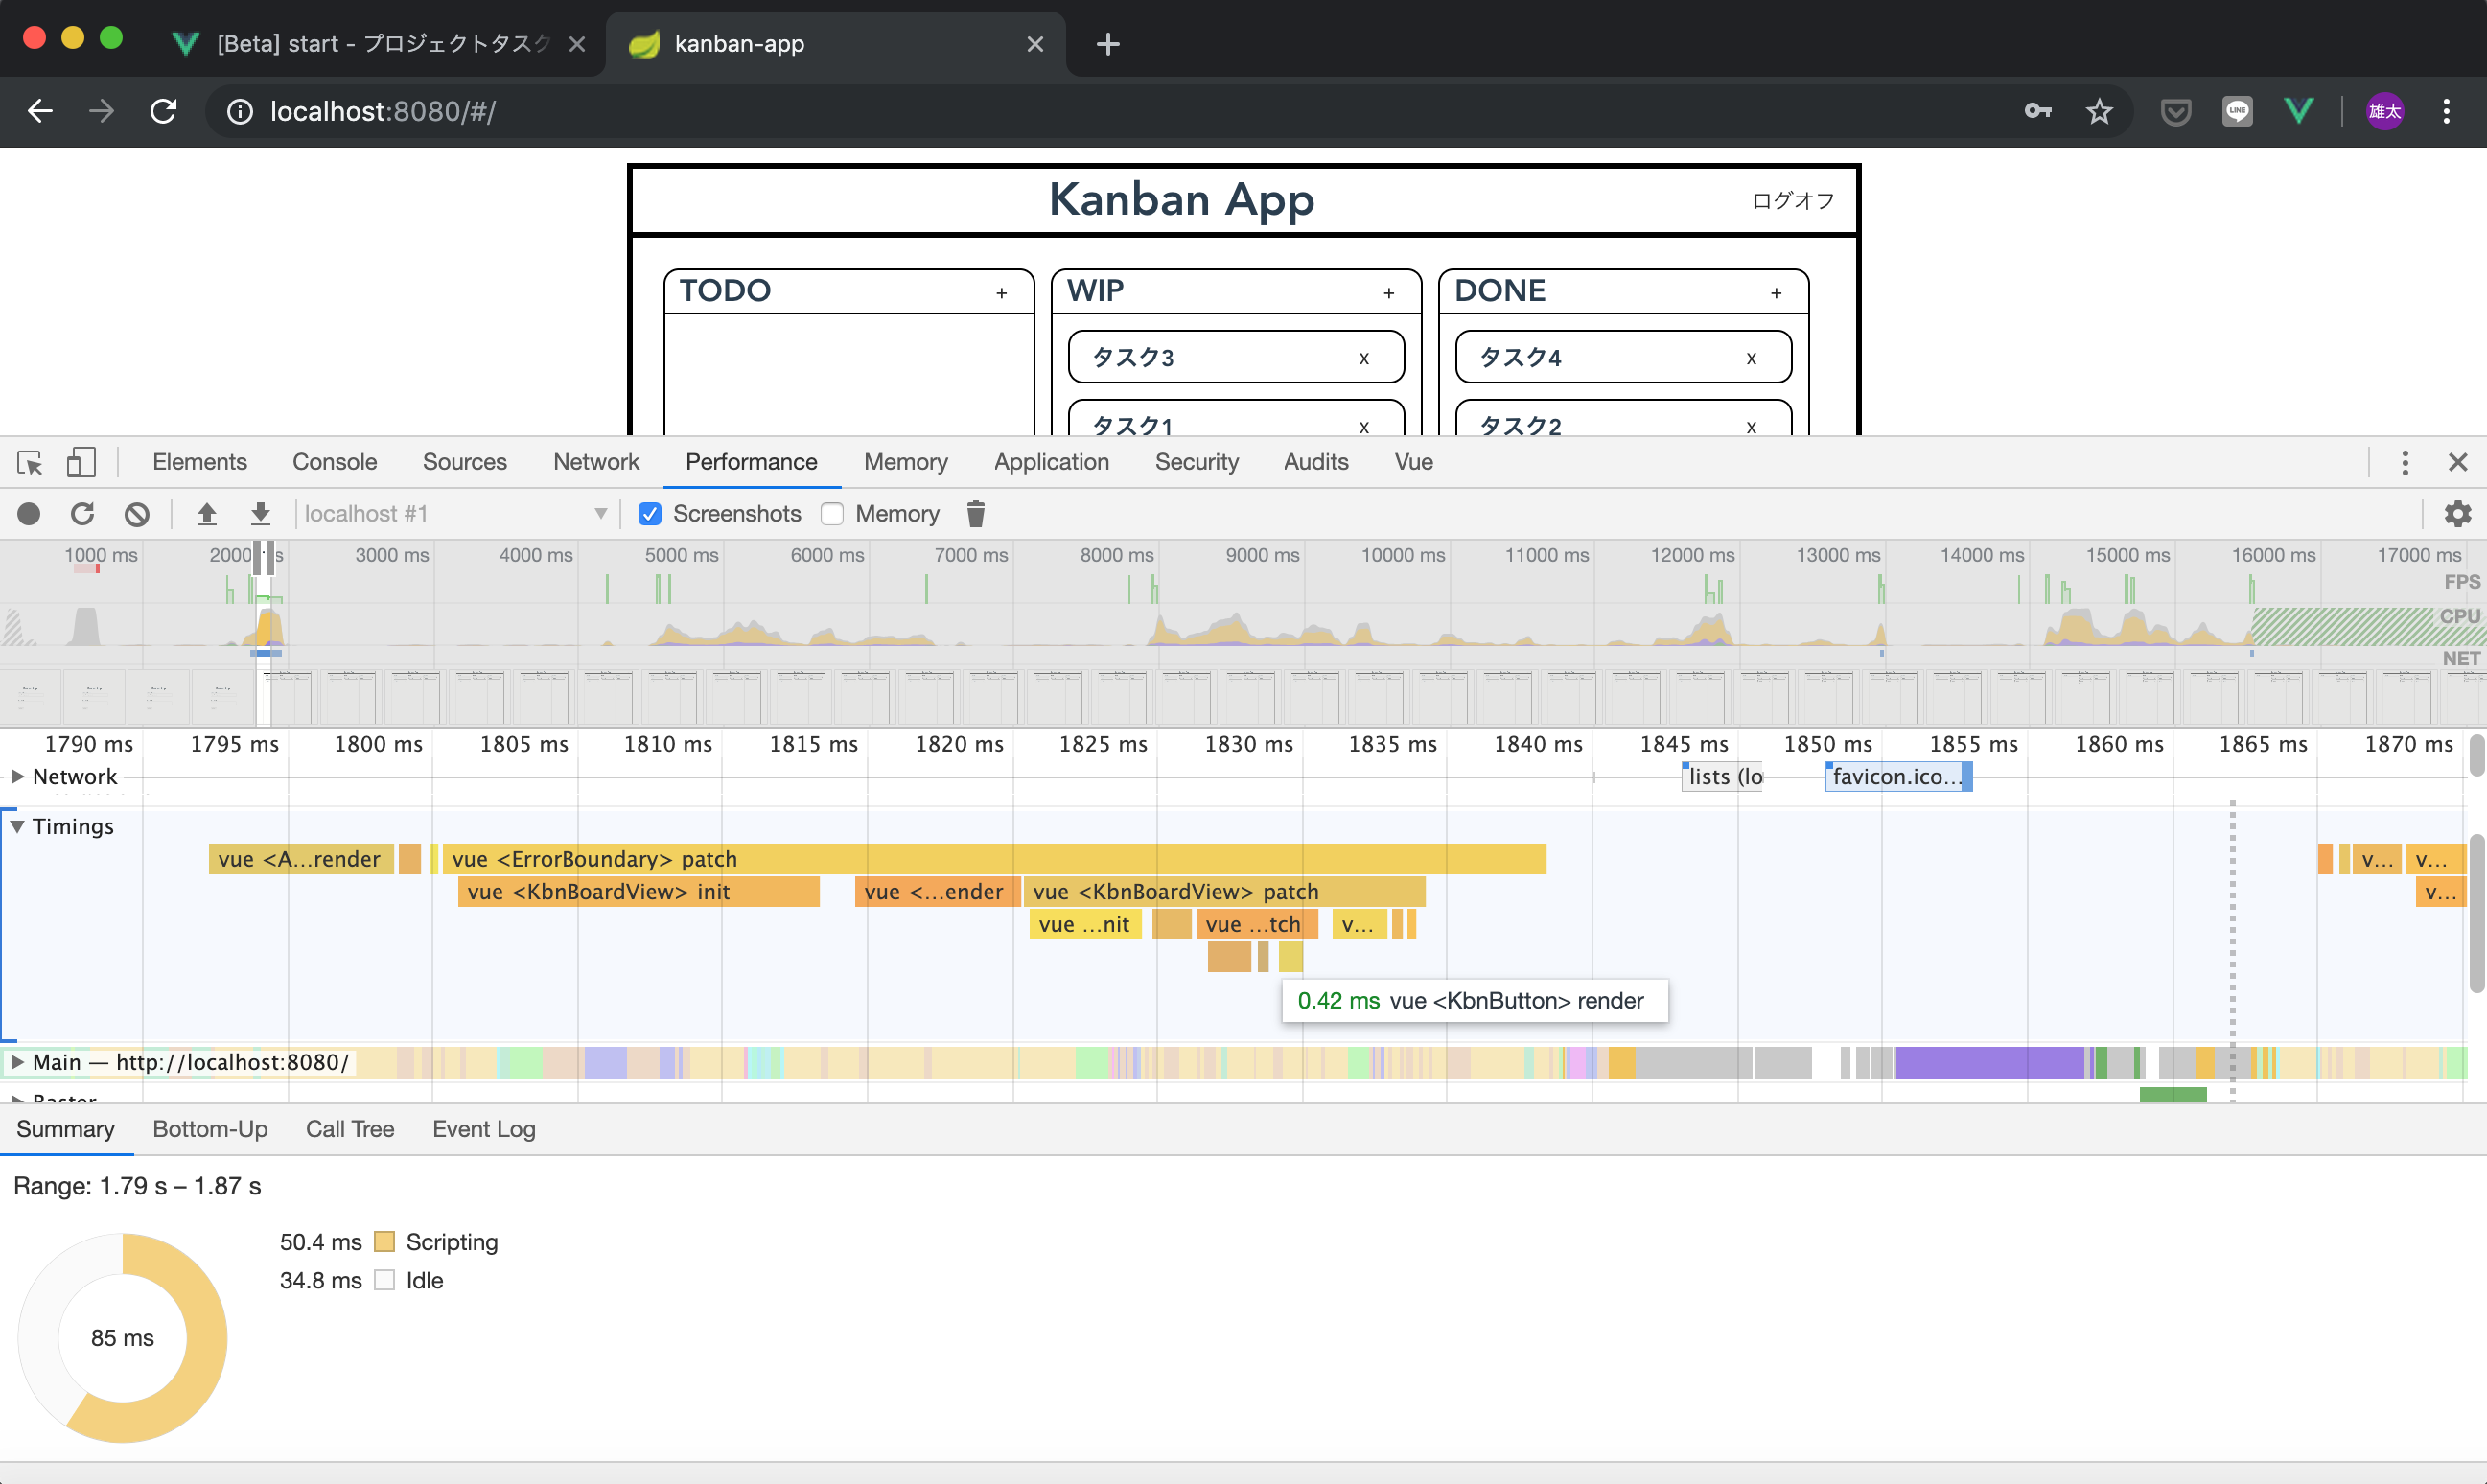 [Beta] start - プロジェクトタスク
kanban-app
localhost:8080/#/
LINE
雄太
Kanban App
ログオフ
TODO +
WIP +
DONE +
タスク3 x
タスク4 x
タスク1 x
タスク2 x
Elements Console Sources Network Performance Memory Application Security Audits Vue
localhost #1 Screenshots Memory
1000 ms 2000 s 3000 ms 4000 ms 5000 ms 6000 ms 7000 ms 8000 ms 9000 ms 10000 ms 11000 ms 12000 ms 13000 ms 14000 ms 15000 ms 16000 ms 17000 ms
FPS
CPU
NET
1790 ms 1795 ms 1800 ms 1805 ms 1810 ms 1815 ms 1820 ms 1825 ms 1830 ms 1835 ms 1840 ms 1845 ms 1850 ms 1855 ms 1860 ms 1865 ms 1870 ms
Network lists (lo favicon.ico…
Timings
vue <A…render vue <ErrorBoundary> patch v… v…
vue <KbnBoardView> init vue <…ender vue <KbnBoardView> patch v…
vue …nit vue …tch v…
0.42 ms vue <KbnButton> render
Main — http://localhost:8080/
Raster
Summary Bottom-Up Call Tree Event Log
Range: 1.79 s – 1.87 s
50.4 ms Scripting
34.8 ms Idle
85 ms